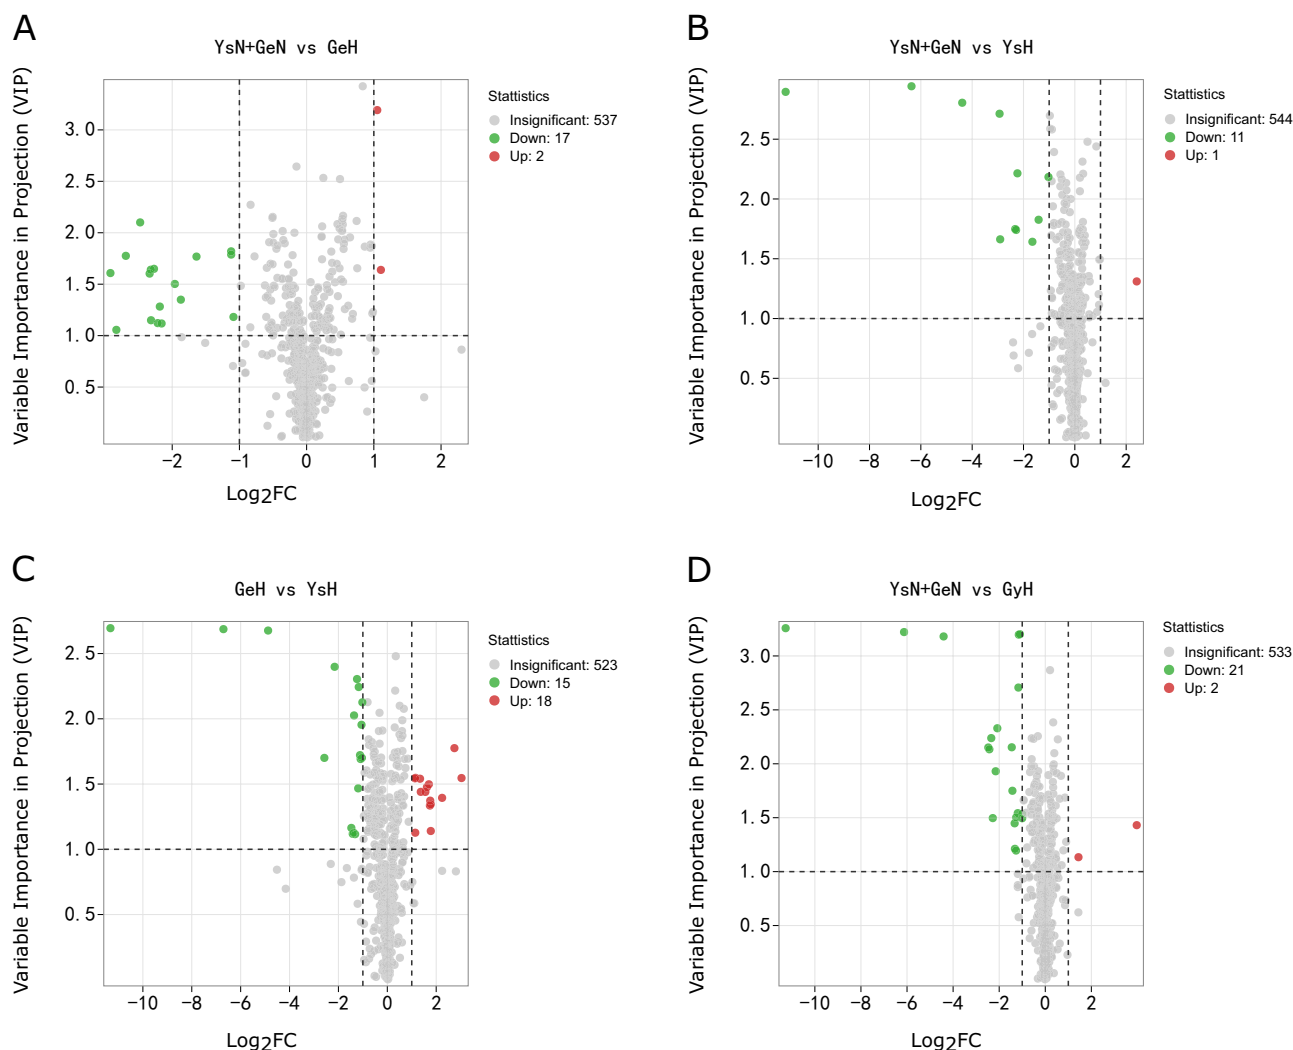 A
YsN+GeN vs GeH
Variable Importance in Projection (VIP)
3.0
2.5
2.0
1.5
1.0
0.5
−2
−1
0
1
2
Log2FC
Stattistics
Insignificant: 537
Down: 17
Up: 2
B
YsN+GeN vs YsH
Variable Importance in Projection (VIP)
2.5
2.0
1.5
1.0
0.5
−10
−8
−6
−4
−2
0
2
Log2FC
Stattistics
Insignificant: 544
Down: 11
Up: 1
C
GeH vs YsH
Variable Importance in Projection (VIP)
2.5
2.0
1.5
1.0
0.5
−10
−8
−6
−4
−2
0
2
Log2FC
Stattistics
Insignificant: 523
Down: 15
Up: 18
D
YsN+GeN vs GyH
Variable Importance in Projection (VIP)
3.0
2.5
2.0
1.5
1.0
0.5
−10
−8
−6
−4
−2
0
2
Log2FC
Stattistics
Insignificant: 533
Down: 21
Up: 2